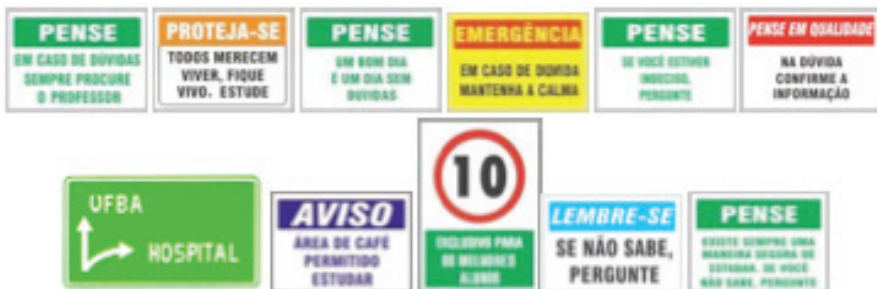 PENSE
EM CASO DE DÚVIDAS
SEMPRE PROCURE
O PROFESSOR
PROTEJA-SE
TODOS MERECEM
VIVER, FIQUE
VIVO. ESTUDE
PENSE
UM BOM DIA
É UM DIA SEM
DÚVIDAS
EMERGÊNCIA
EM CASO DE DÚVIDA
MANTENHA A CALMA
PENSE
SE VOCÊ ESTIVER
INDECISO,
PERGUNTE
PENSE EM QUALIDADE
NA DÚVIDA
CONFIRME A
INFORMAÇÃO
UFBA
HOSPITAL
AVISO
ÁREA DE CAFÉ
PERMITIDO
ESTUDAR
10
EXCLUSIVO PARA
OS MELHORES
ALUNOS
LEMBRE-SE
SE NÃO SABE,
PERGUNTE
PENSE
EXISTE SEMPRE UMA
MANEIRA SEGURA DE
ESTUDAR. SE VOCÊ
NÃO SABE, PERGUNTE